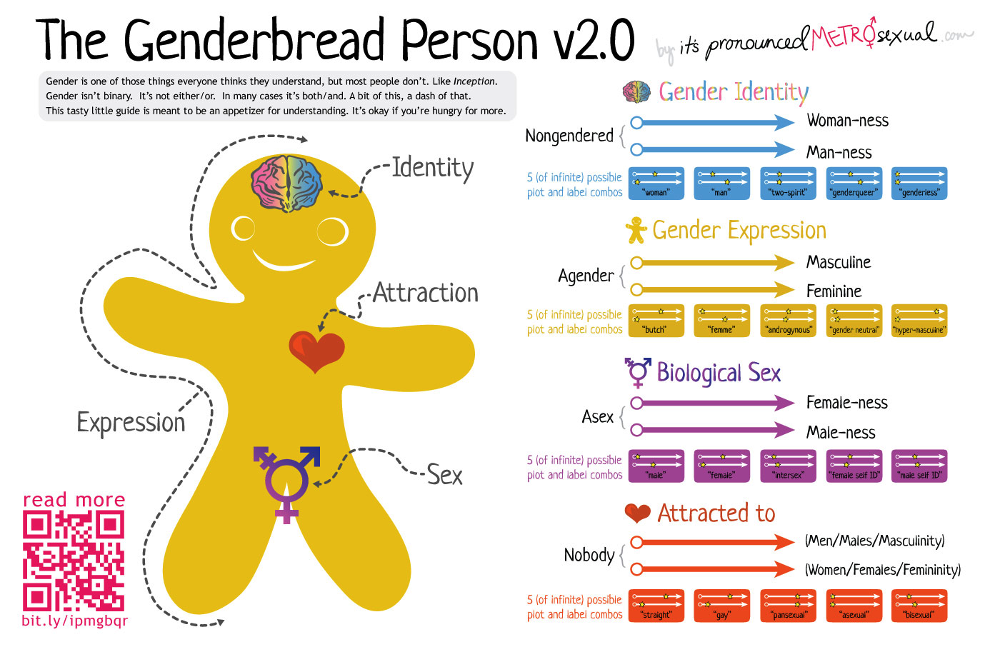 The Genderbread Person v2.0
by it's pronounced METROsexual.com
Gender is one of those things everyone thinks they understand, but most people don't. Like Inception.
Gender isn't binary. It's not either/or. In many cases it's both/and. A bit of this, a dash of that.
This tasty little guide is meant to be an appetizer for understanding. It's okay if you're hungry for more.
Identity
Attraction
Expression
Sex
read more
bit.ly/ipmgbqr
Gender Identity
Nongendered
Woman-ness
Man-ness
5 (of infinite) possible
plot and label combos
"woman"
"man"
"two-spirit"
"genderqueer"
"genderless"
Gender Expression
Agender
Masculine
Feminine
5 (of infinite) possible
plot and label combos
"butch"
"femme"
"androgynous"
"gender neutral"
"hyper-masculine"
Biological Sex
Asex
Female-ness
Male-ness
5 (of infinite) possible
plot and label combos
"male"
"female"
"intersex"
"female self ID"
"male self ID"
Attracted to
Nobody
(Men/Males/Masculinity)
(Women/Females/Femininity)
5 (of infinite) possible
plot and label combos
"straight"
"gay"
"pansexual"
"asexual"
"bisexual"